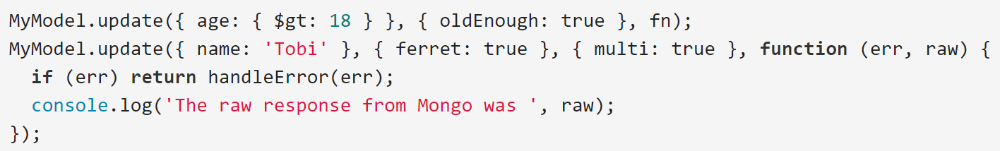 MyModel.update({ age: { $gt: 18 } }, { oldEnough: true }, fn);
MyModel.update({ name: 'Tobi' }, { ferret: true }, { multi: true }, function (err, raw) {
  if (err) return handleError(err);
  console.log('The raw response from Mongo was ', raw);
});